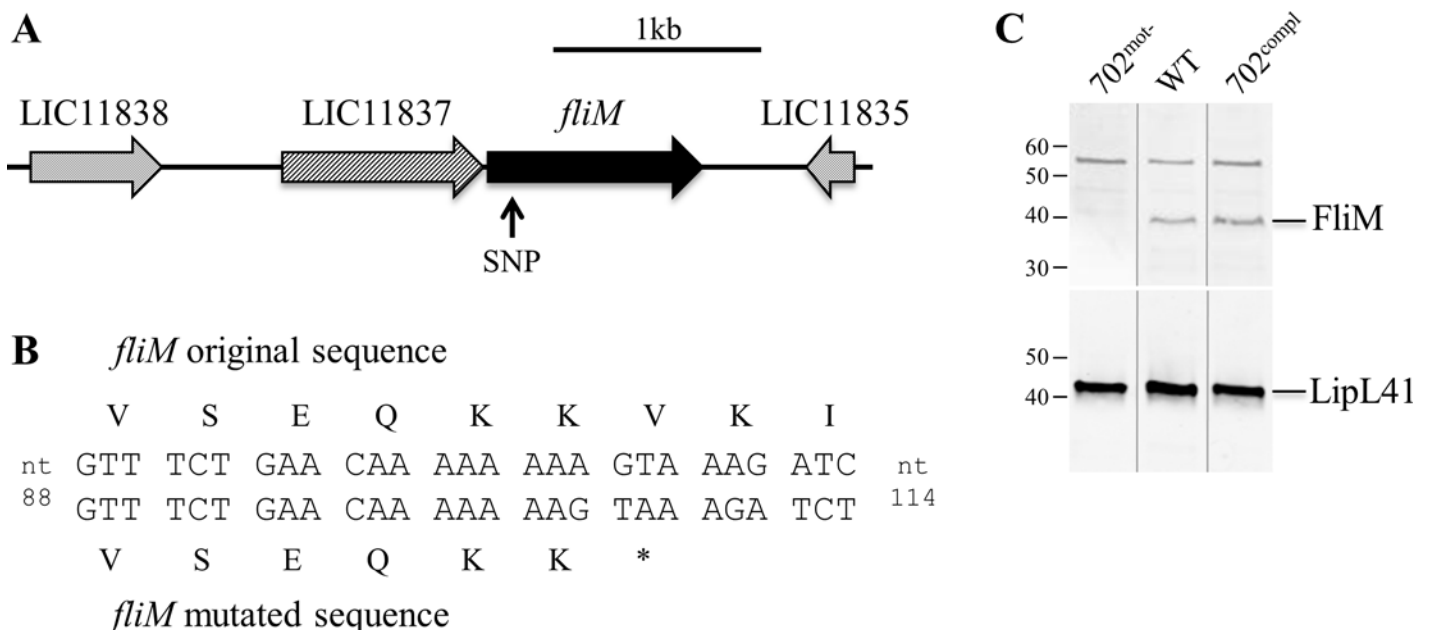 A
1kb
LIC11838 LIC11837 fliM LIC11835
SNP
B fliM original sequence
V S E Q K K V K I
nt GTT TCT GAA CAA AAA AAA GTA AAG ATC nt
88 GTT TCT GAA CAA AAA AAG TAA AGA TCT 114
V S E Q K K *
fliM mutated sequence
C
702mot- WT 702compl
60
50
40 FliM
30
50
40 LipL41